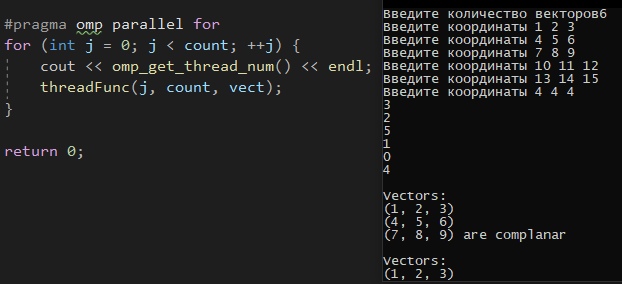 #pragma omp parallel for
for (int j = 0; j < count; ++j) {
cout << omp_get_thread_num() << endl;
threadFunc(j, count, vect);
}
return 0;
Введите количество векторов6
Введите координаты 1 2 3
Введите координаты 4 5 6
Введите координаты 7 8 9
Введите координаты 10 11 12
Введите координаты 13 14 15
Введите координаты 4 4 4
3
2
5
1
0
4
Vectors:
(1, 2, 3)
(4, 5, 6)
(7, 8, 9) are complanar
Vectors:
(1, 2, 3)